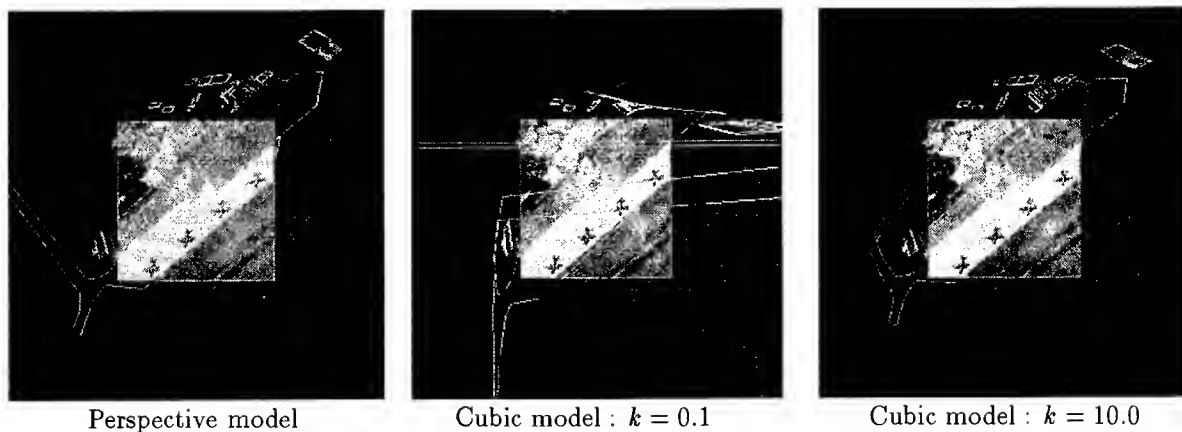 Perspective model
Cubic model : k = 0.1
Cubic model : k = 10.0